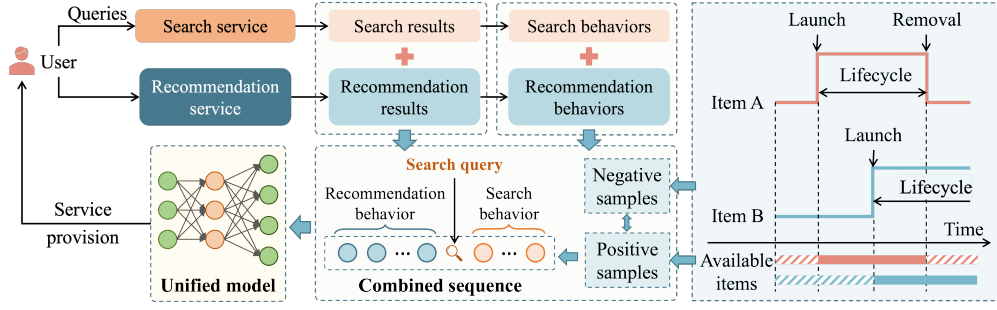 Queries
User
Search service
Recommendation
service
Search results
Recommendation
results
Search behaviors
Recommendation
behaviors
Service
provision
Unified model
Search query
Recommendation
behavior
Search
behavior
...
...
Combined sequence
Negative
samples
Positive
samples
Launch
Removal
Lifecycle
Item A
Launch
Lifecycle
Item B
Time
Available
items